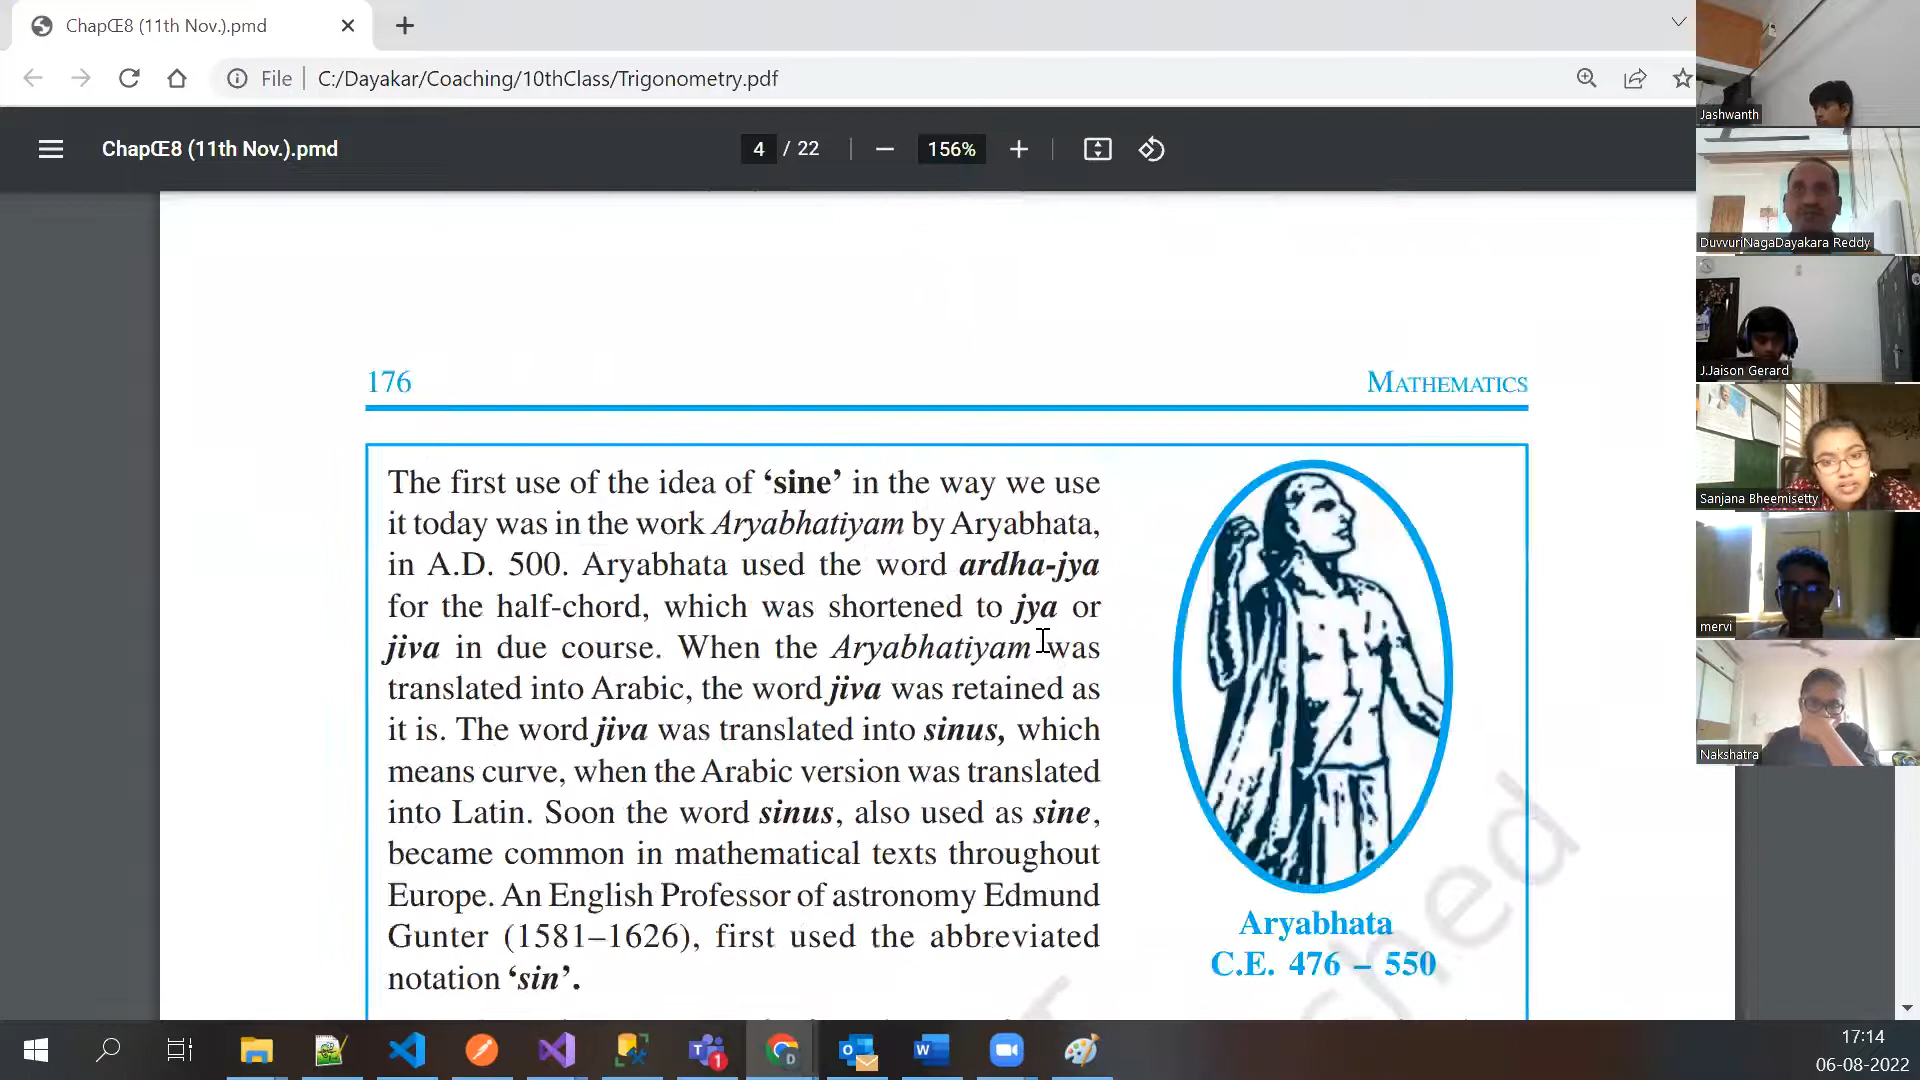 ChapŒ8 (11th Nov.).pmd
File
C:/Dayakar/Coaching/10thClass/Trigonometry.pdf
ChapŒ8 (11th Nov.).pmd
4 / 22
156%
176
MATHEMATICS
The first use of the idea of ‘sine’ in the way we use
it today was in the work Aryabhatiyam by Aryabhata,
in A.D. 500. Aryabhata used the word ardha-jya
for the half-chord, which was shortened to jya or
jiva in due course. When the Aryabhatiyam was
translated into Arabic, the word jiva was retained as
it is. The word jiva was translated into sinus, which
means curve, when the Arabic version was translated
into Latin. Soon the word sinus, also used as sine,
became common in mathematical texts throughout
Europe. An English Professor of astronomy Edmund
Gunter (1581–1626), first used the abbreviated
notation ‘sin’.
Aryabhata
C.E. 476 – 550
Jashwanth
DuvvuriNagaDayakara Reddy
J.Jaison Gerard
Sanjana Bheemisetty
mervi
Nakshatra
17:14
06-08-2022